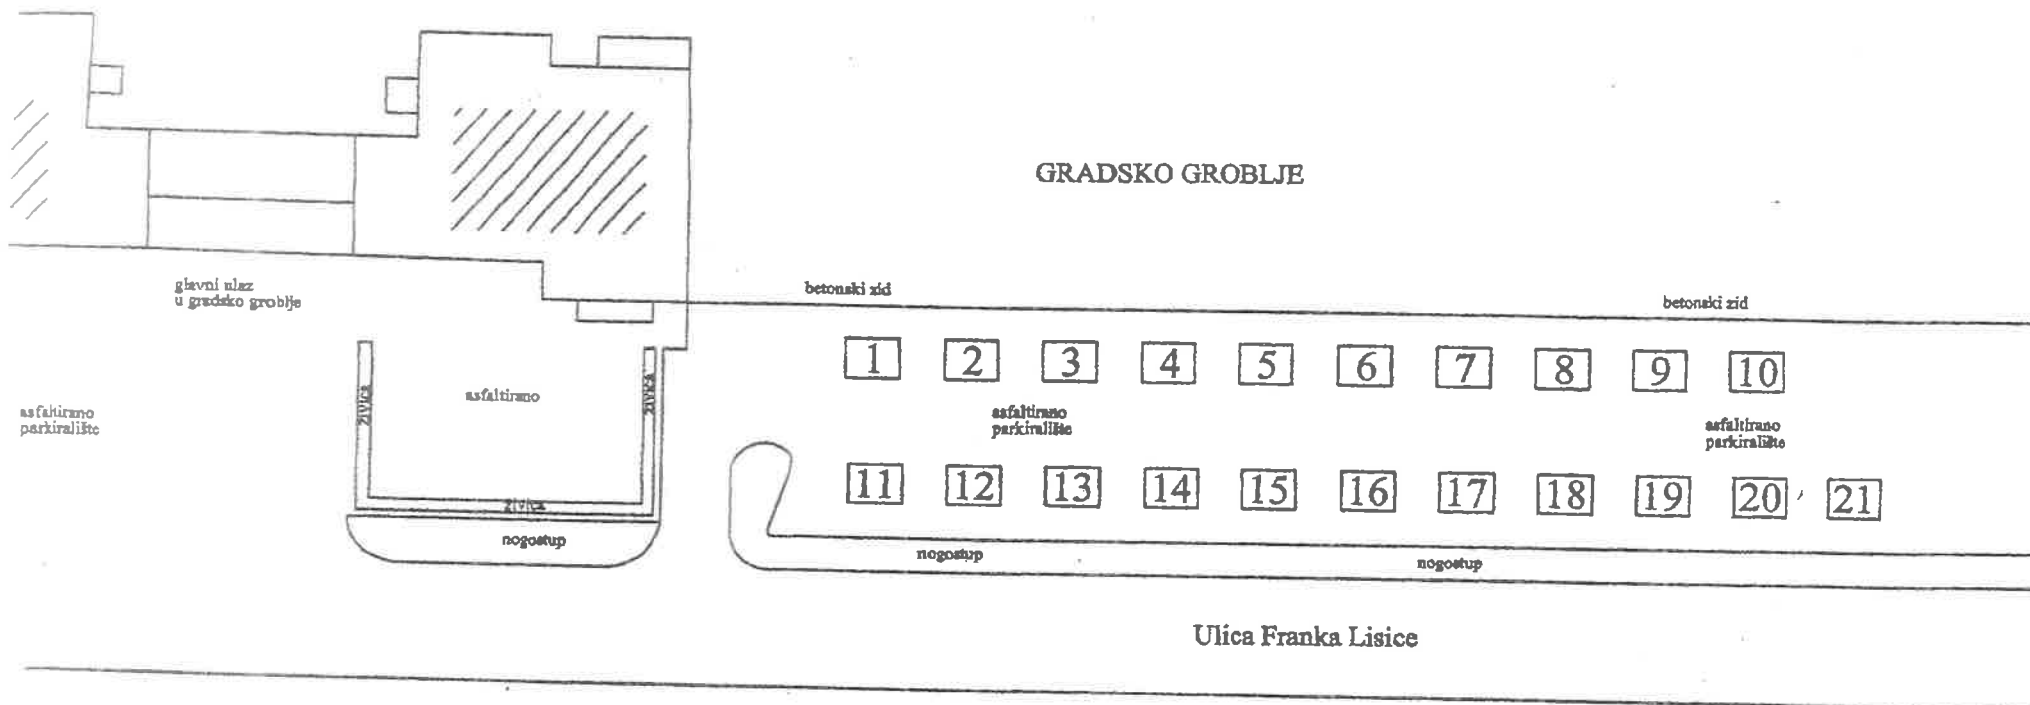 GRADSKO GROBLJE
glavni ulaz
u gradsko groblje
betonski zid
betonski zid
1 2 3 4 5 6 7 8 9 10
živica
asfaltirano
živica
asfaltirano
parkiralište
asfaltirano
parkiralište
asfaltirano
parkiralište
11 12 13 14 15 16 17 18 19 20 21
živica
nogostup
nogostup
nogostup
Ulica Franka Lisice